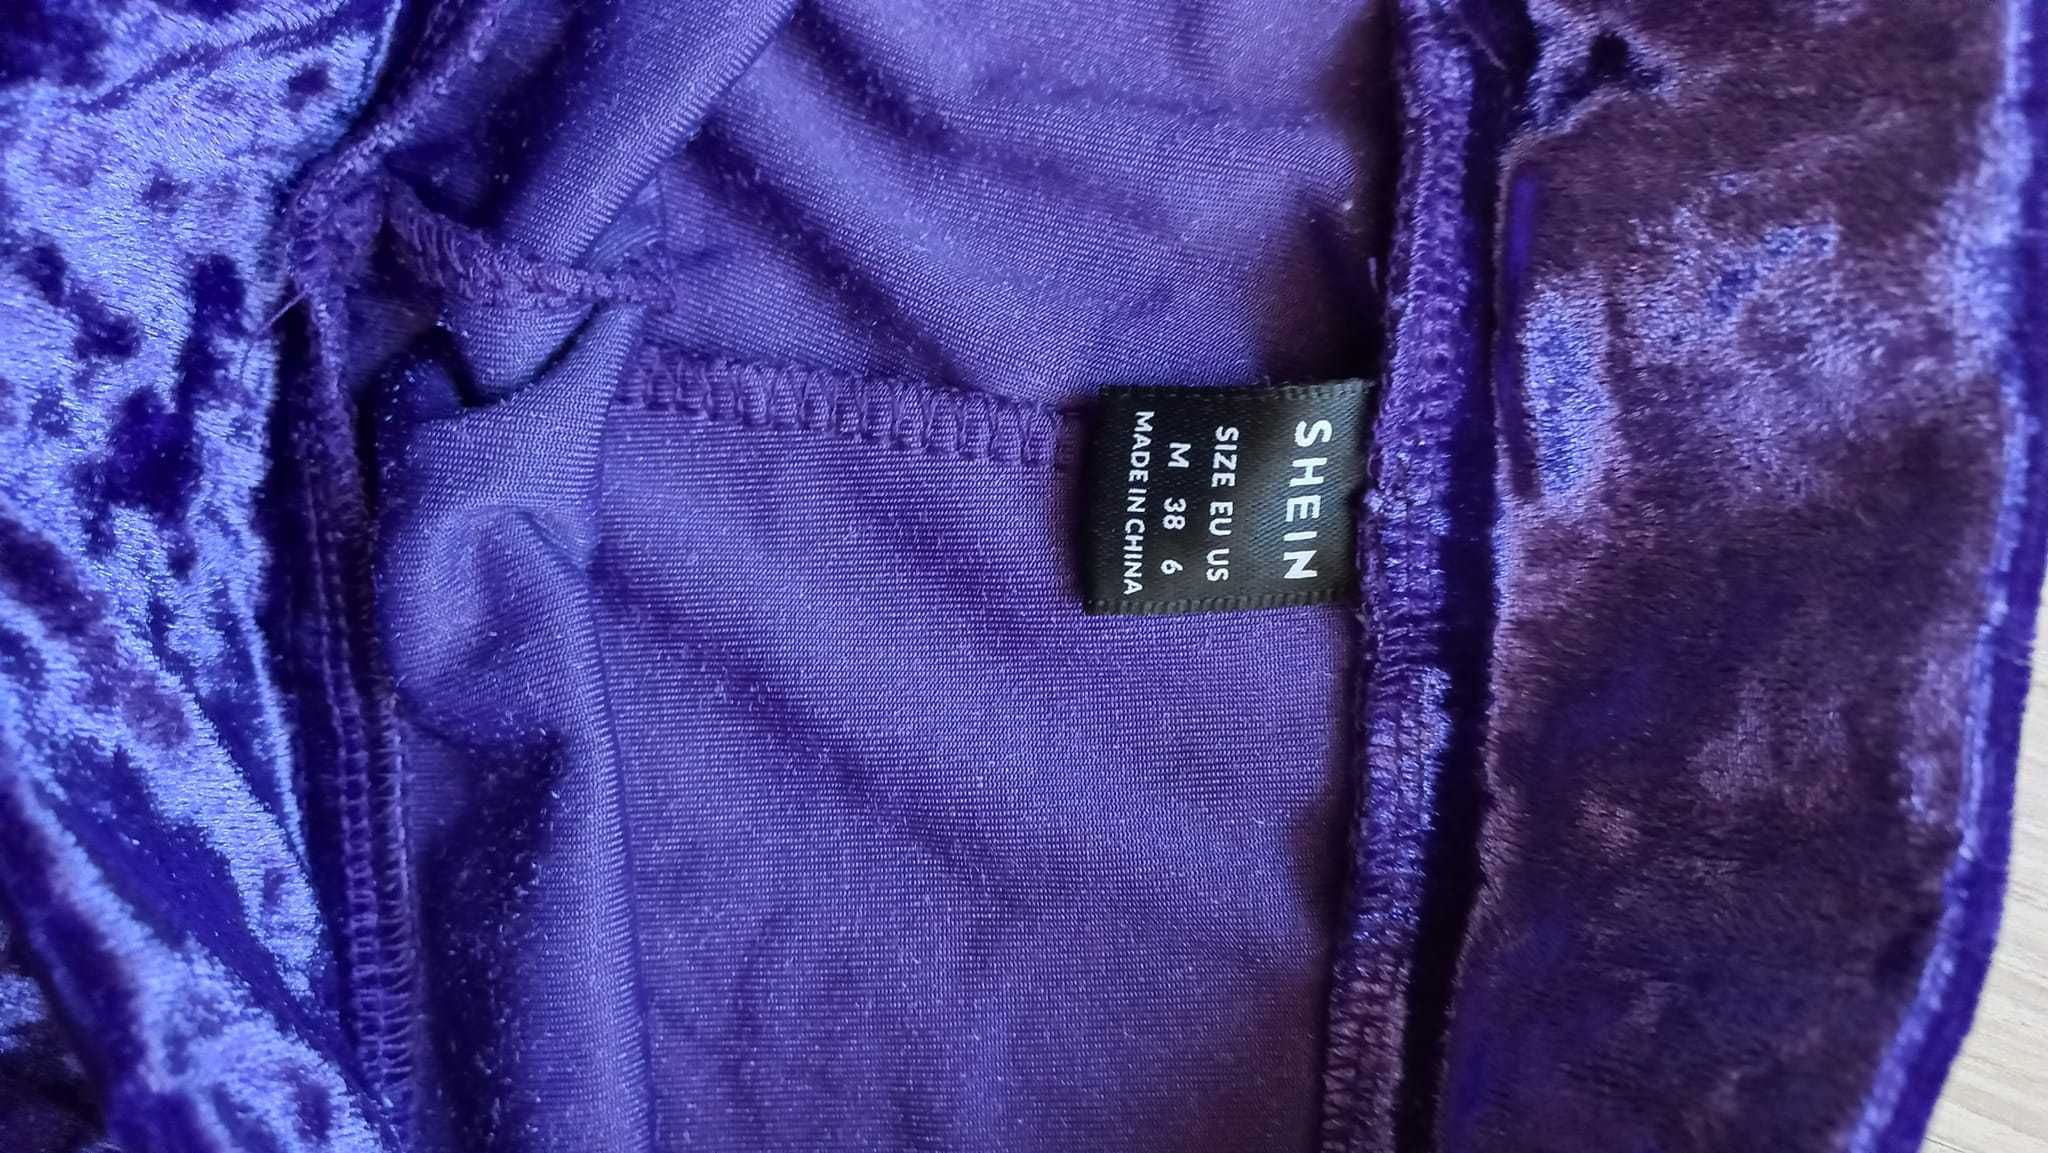 SHEIN
SIZE EU US
M 38 6
MADE IN CHINA